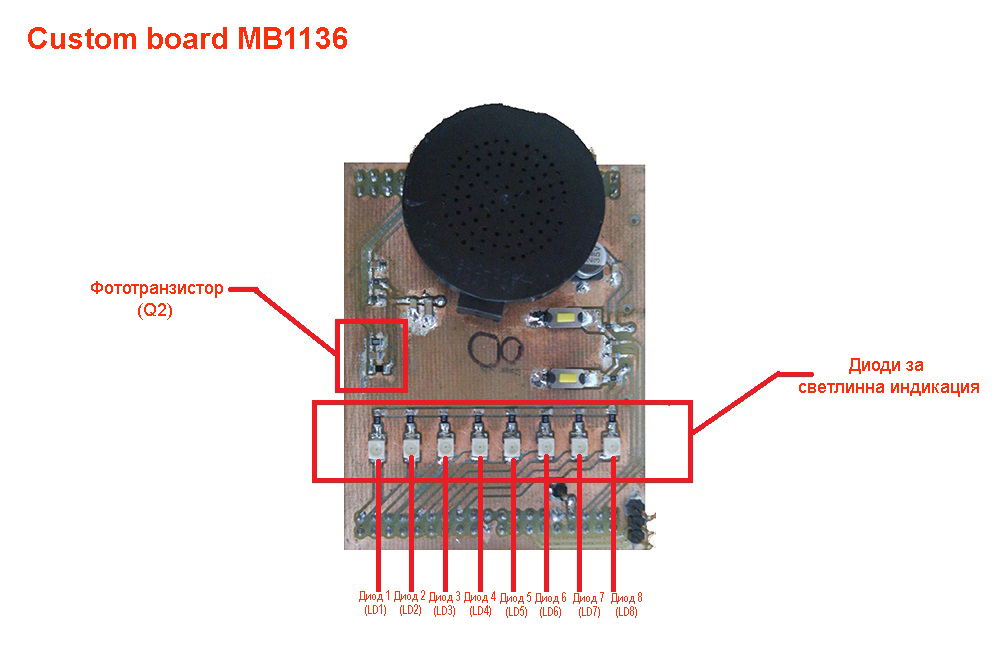 Custom board MB1136
Фототранзистор
(Q2)
Диоди за
светлинна индикация
Диод 1
(LD1)
Диод 2
(LD2)
Диод 3
(LD3)
Диод 4
(LD4)
Диод 5
(LD5)
Диод 6
(LD6)
Диод 7
(LD7)
Диод 8
(LD8)